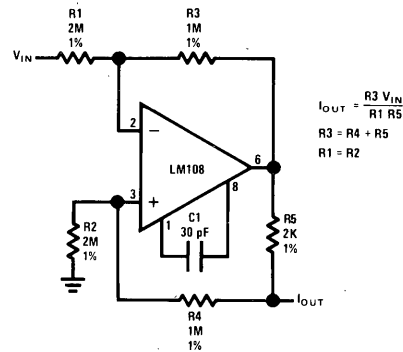 R1
2M
1%
R3
1M
1%
VIN
IOUT = R3 VIN
R1 R5
R3 = R4 + R5
R1 = R2
2
−
LM108
6
8
3
+
1
C1
30 pF
R2
2M
1%
R5
2K
1%
IOUT
R4
1M
1%